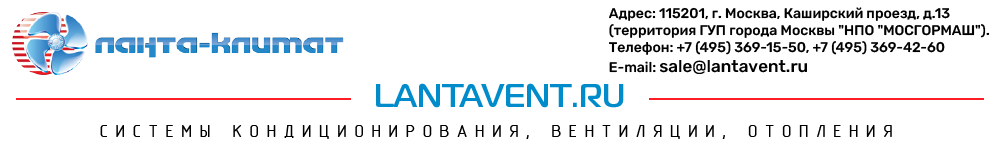 ланта-климат
Адрес: 115201, г. Москва, Каширский проезд, д.13
(территория ГУП города Москвы "НПО "МОСГОРМАШ").
Телефон: +7 (495) 369-15-50, +7 (495) 369-42-60
E-mail: sale@lantavent.ru
LANTAVENT.RU
СИСТЕМЫ КОНДИЦИОНИРОВАНИЯ, ВЕНТИЛЯЦИИ, ОТОПЛЕНИЯ